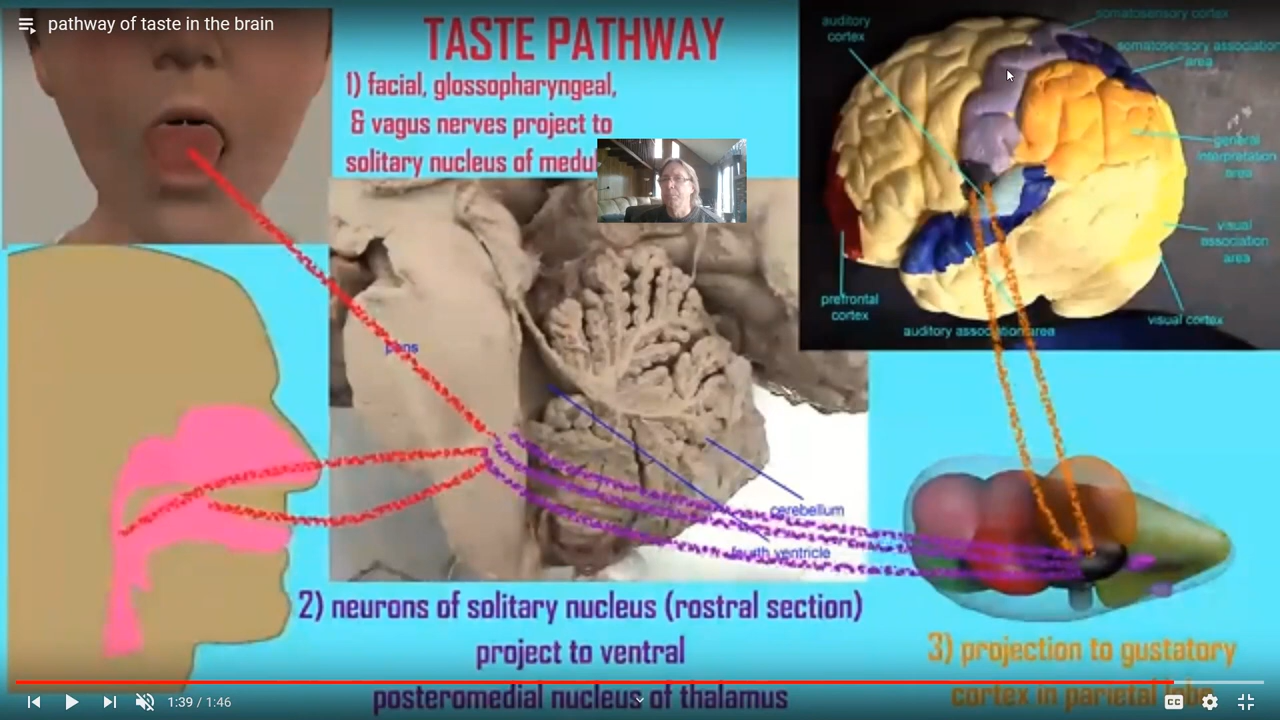 pathway of taste in the brain
TASTE PATHWAY
1) facial, glossopharyngeal,
& vagus nerves project to
solitary nucleus of
auditory
cortex
somatosensory cortex
somatosensory association
area
general
interpretation
area
visual
association
area
visual cortex
prefrontal
cortex
auditory association area
pons
cerebellum
fourth ventricle
2) neurons of solitary nucleus (rostral section)
project to ventral
posteromedial nucleus of thalamus
3) projection to gustatory
cortex in parietal lobe
1:39 / 1:46
CC